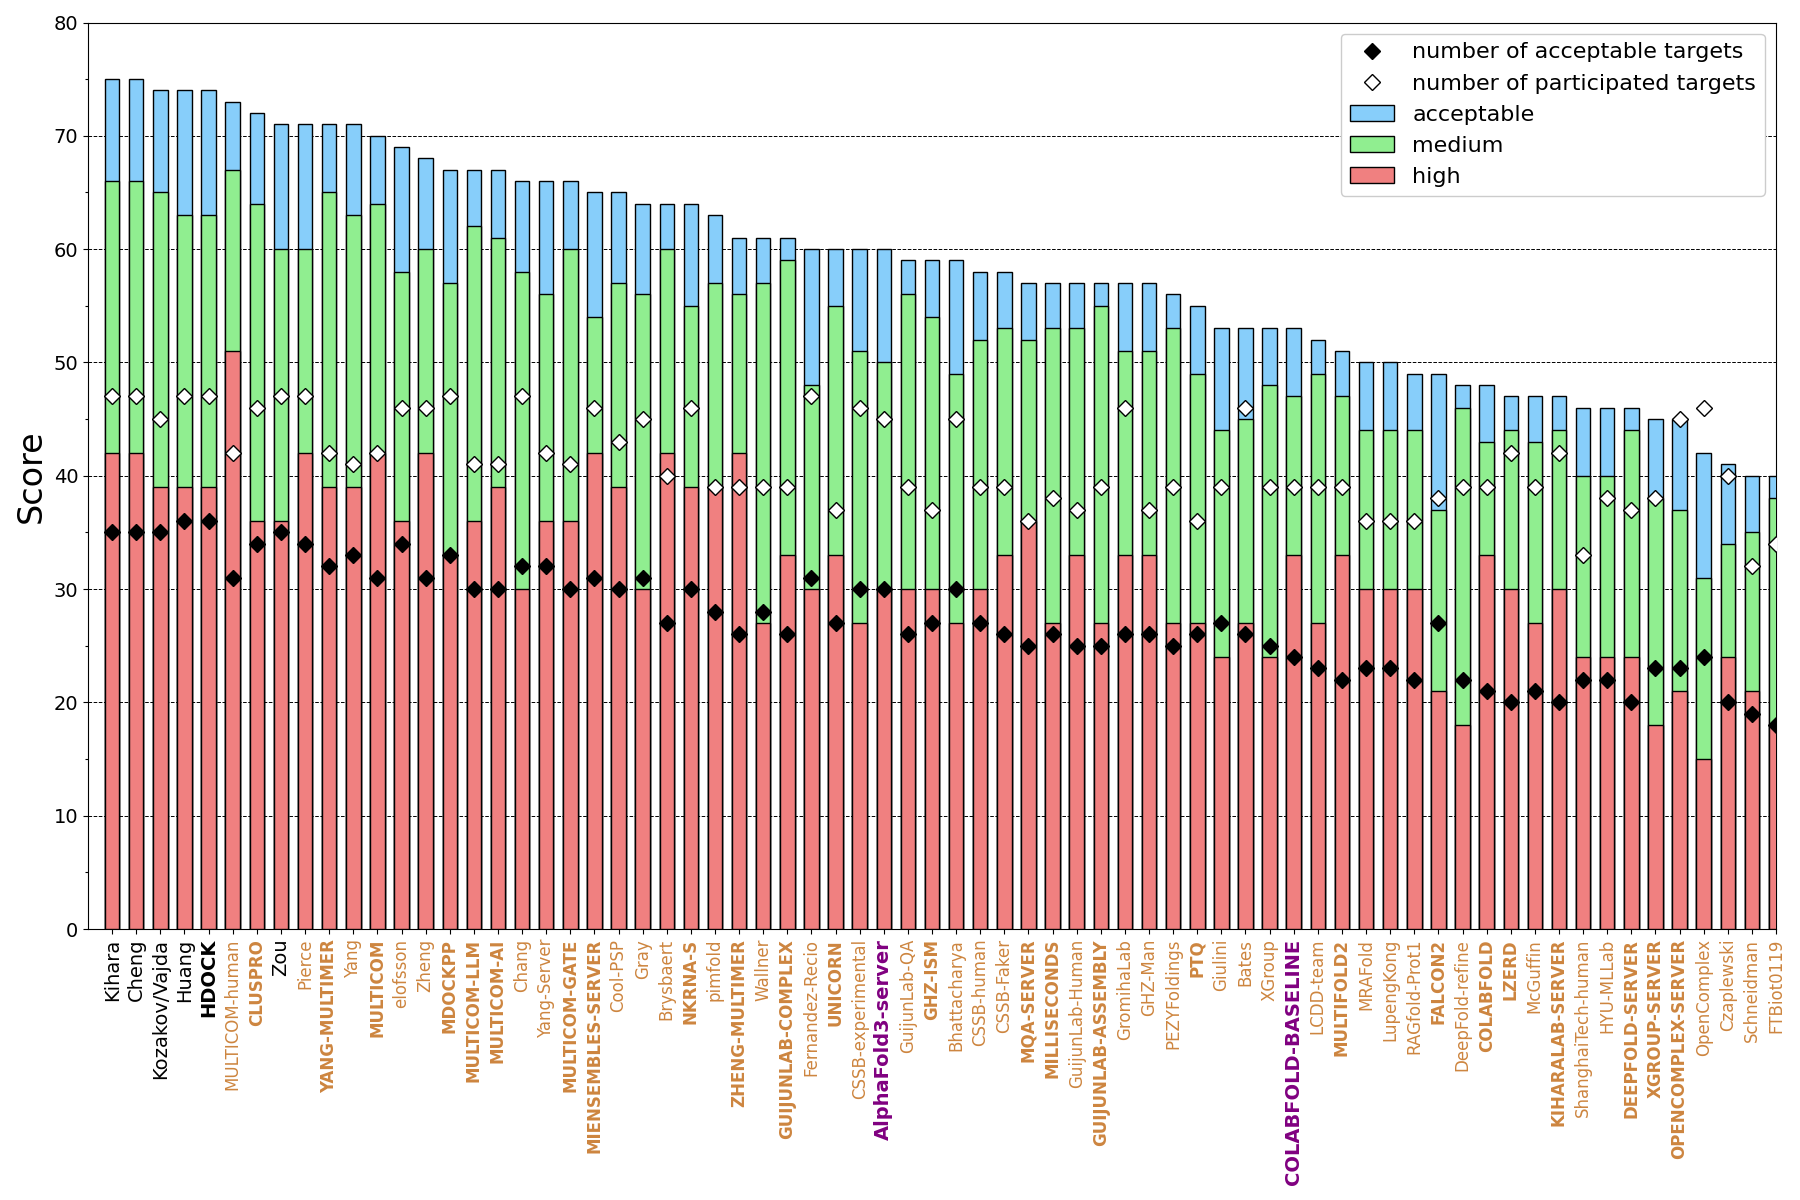 80
70
60
50
40
30
20
10
0
Score
number of acceptable targets
number of participated targets
acceptable
medium
high
Kihara
Cheng
Kozakov/Vajda
Huang
HDOCK
MULTICOM-human
CLUSPRO
Zou
Pierce
YANG-MULTIMER
Yang
MULTICOM
elofsson
Zheng
MDOCKPP
MULTICOM-LLM
MULTICOM-AI
Chang
Yang-Server
MULTICOM-GATE
MIENSEMBLES-SERVER
Cool-PSP
Gray
Brysbaert
NKRNA-S
pimfold
ZHENG-MULTIMER
Wallner
GUIJUNLAB-COMPLEX
Fernandez-Recio
UNICORN
CSSB-experimental
AlphaFold3-server
GuijunLab-QA
GHZ-ISM
Bhattacharya
CSSB-human
CSSB-Faker
MQA-SERVER
MILLISECONDS
GuijunLab-Human
GUIJUNLAB-ASSEMBLY
GromihaLab
GHZ-Man
PEZYFoldings
PTQ
Giulini
Bates
XGroup
COLABFOLD-BASELINE
LCDD-team
MULTIFOLD2
MRAFold
LupengKong
RAGfold-Prot1
FALCON2
DeepFold-refine
COLABFOLD
LZERD
McGuffin
KIHARALAB-SERVER
ShanghaiTech-human
HYU-MLLab
DEEPFOLD-SERVER
XGROUP-SERVER
OPENCOMPLEX-SERVER
OpenComplex
Czaplewski
Schneidman
FTBiot0119